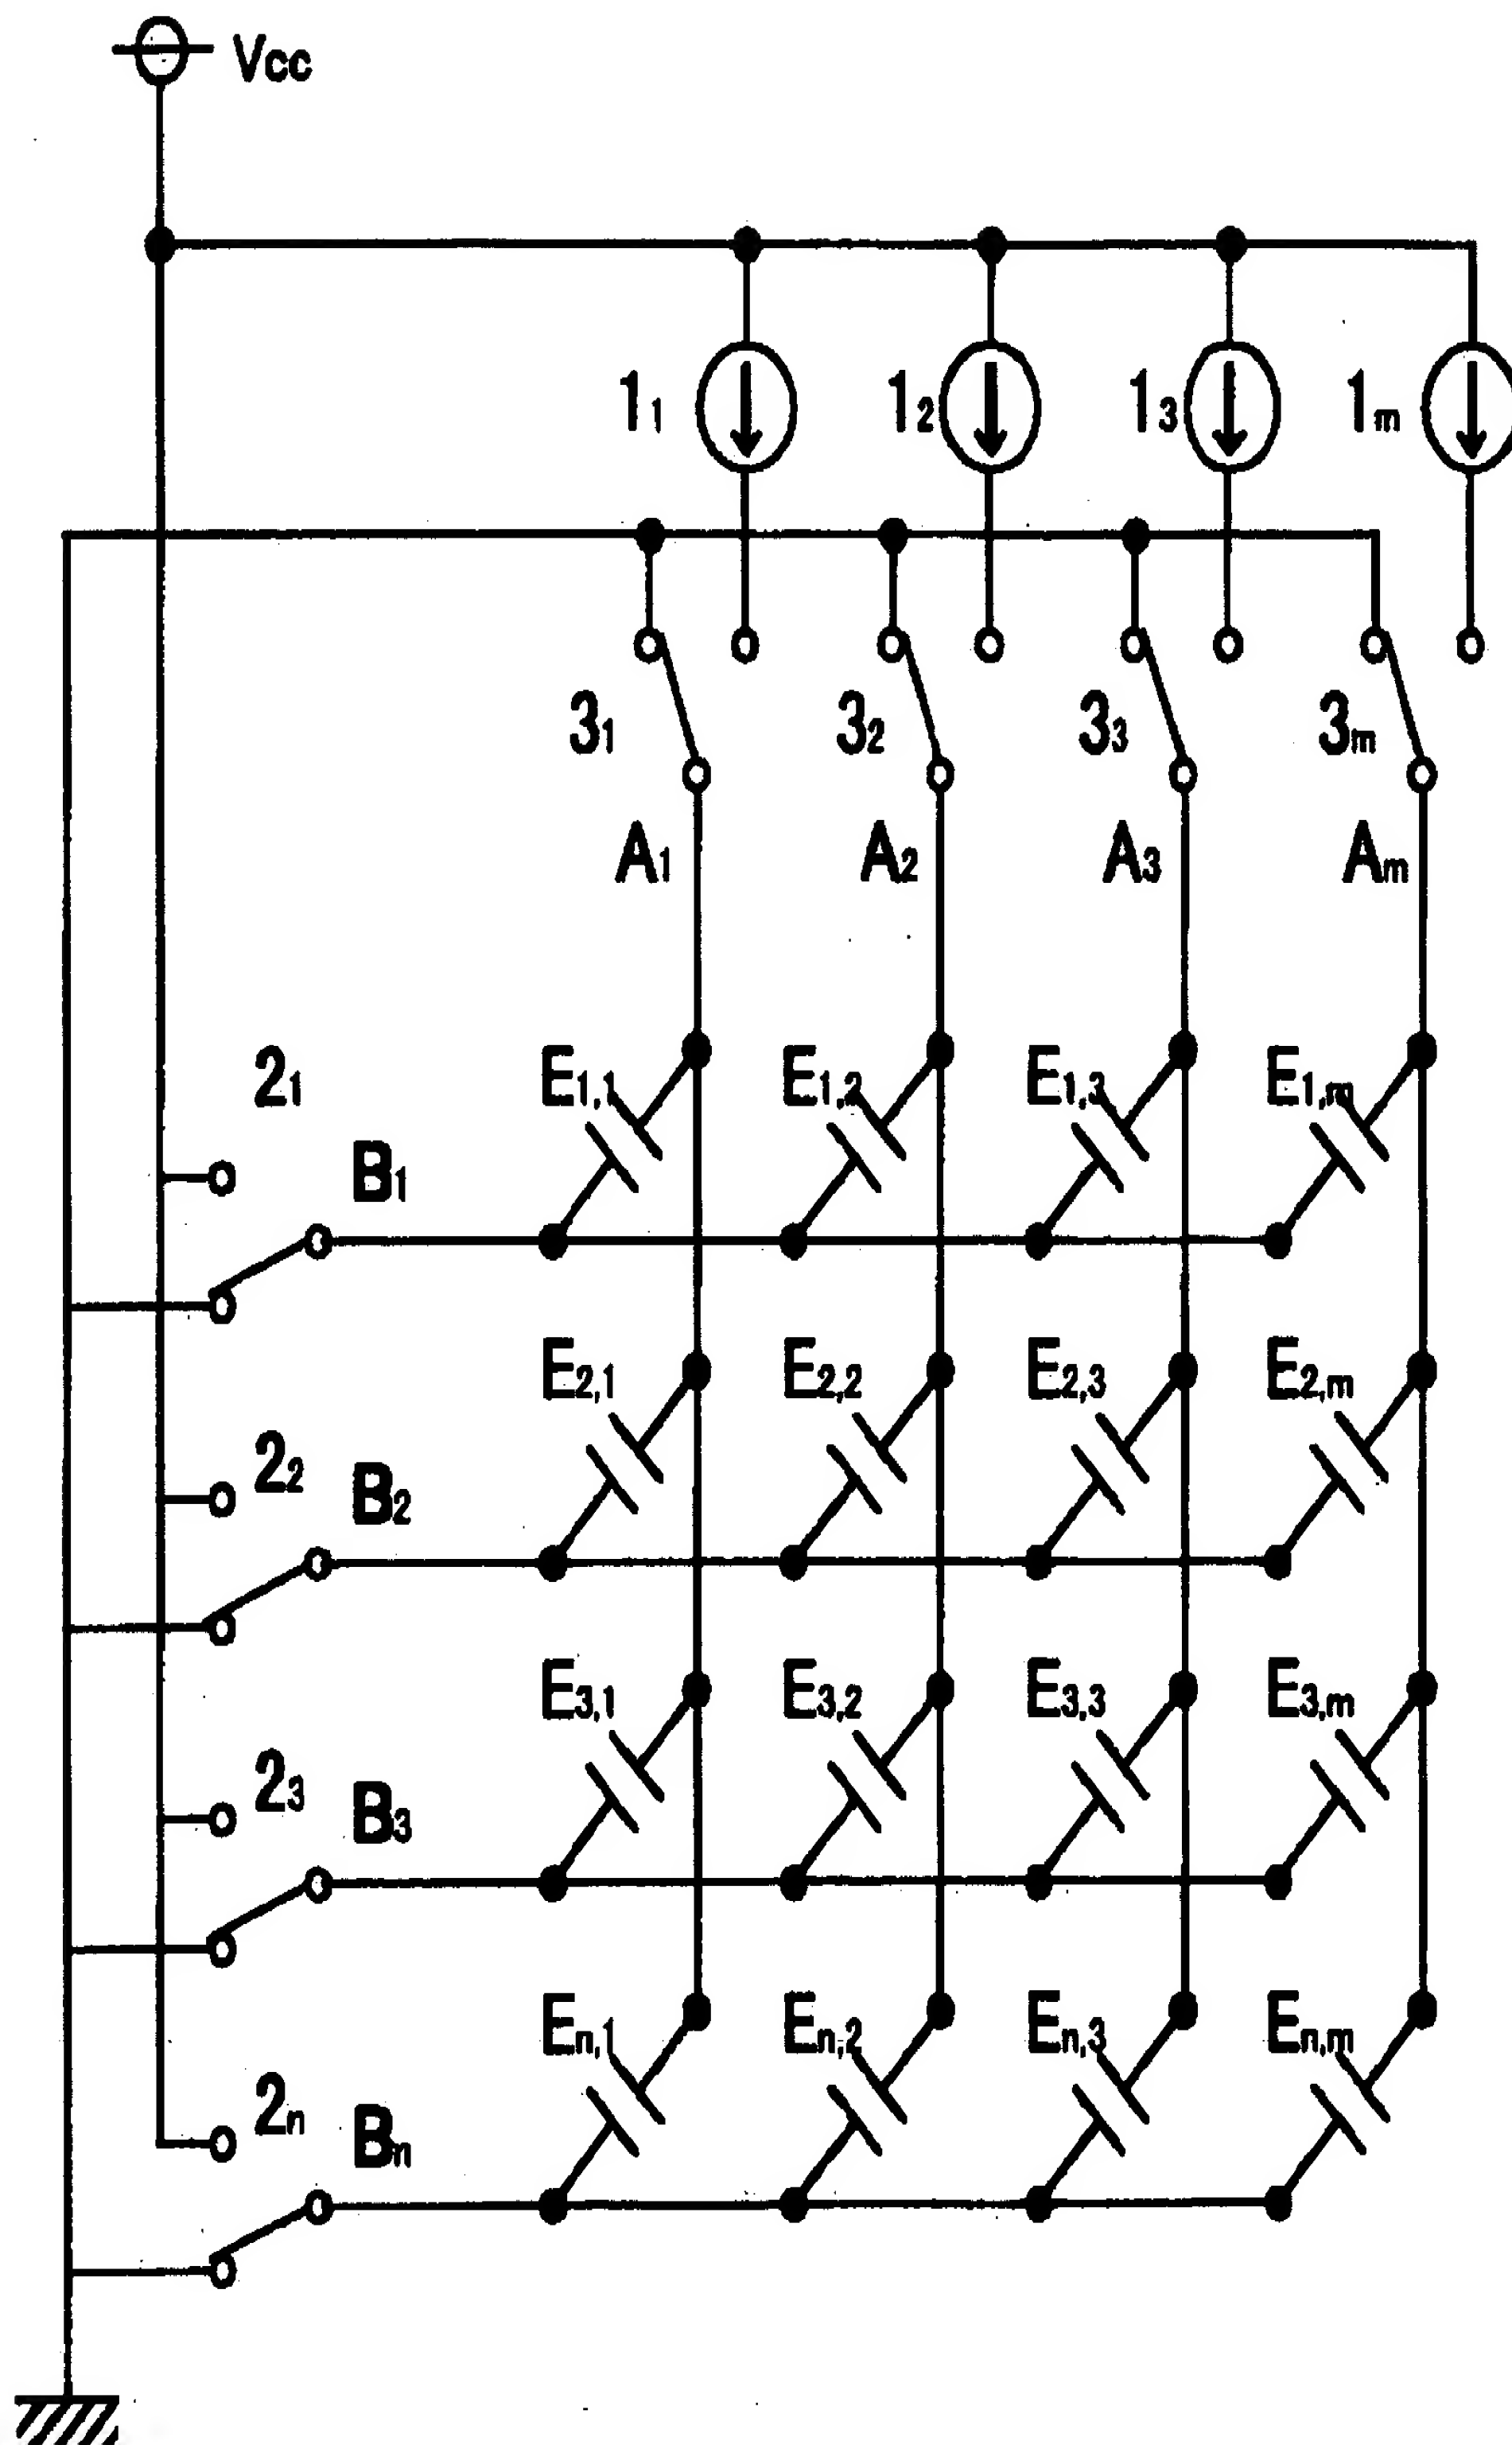 Vcc
1₁ 1₂ 1₃ 1ₘ
3₁ 3₂ 3₃ 3ₘ
A₁ A₂ A₃ Aₘ
2₁ E₁,₁ E₁,₂ E₁,₃ E₁,ₘ
B₁
E₂,₁ E₂,₂ E₂,₃ E₂,ₘ
2₂ B₂
E₃,₁ E₃,₂ E₃,₃ E₃,ₘ
2₃ B₃
Eₙ,₁ Eₙ,₂ Eₙ,₃ Eₙ,ₘ
2ₙ Bₙ